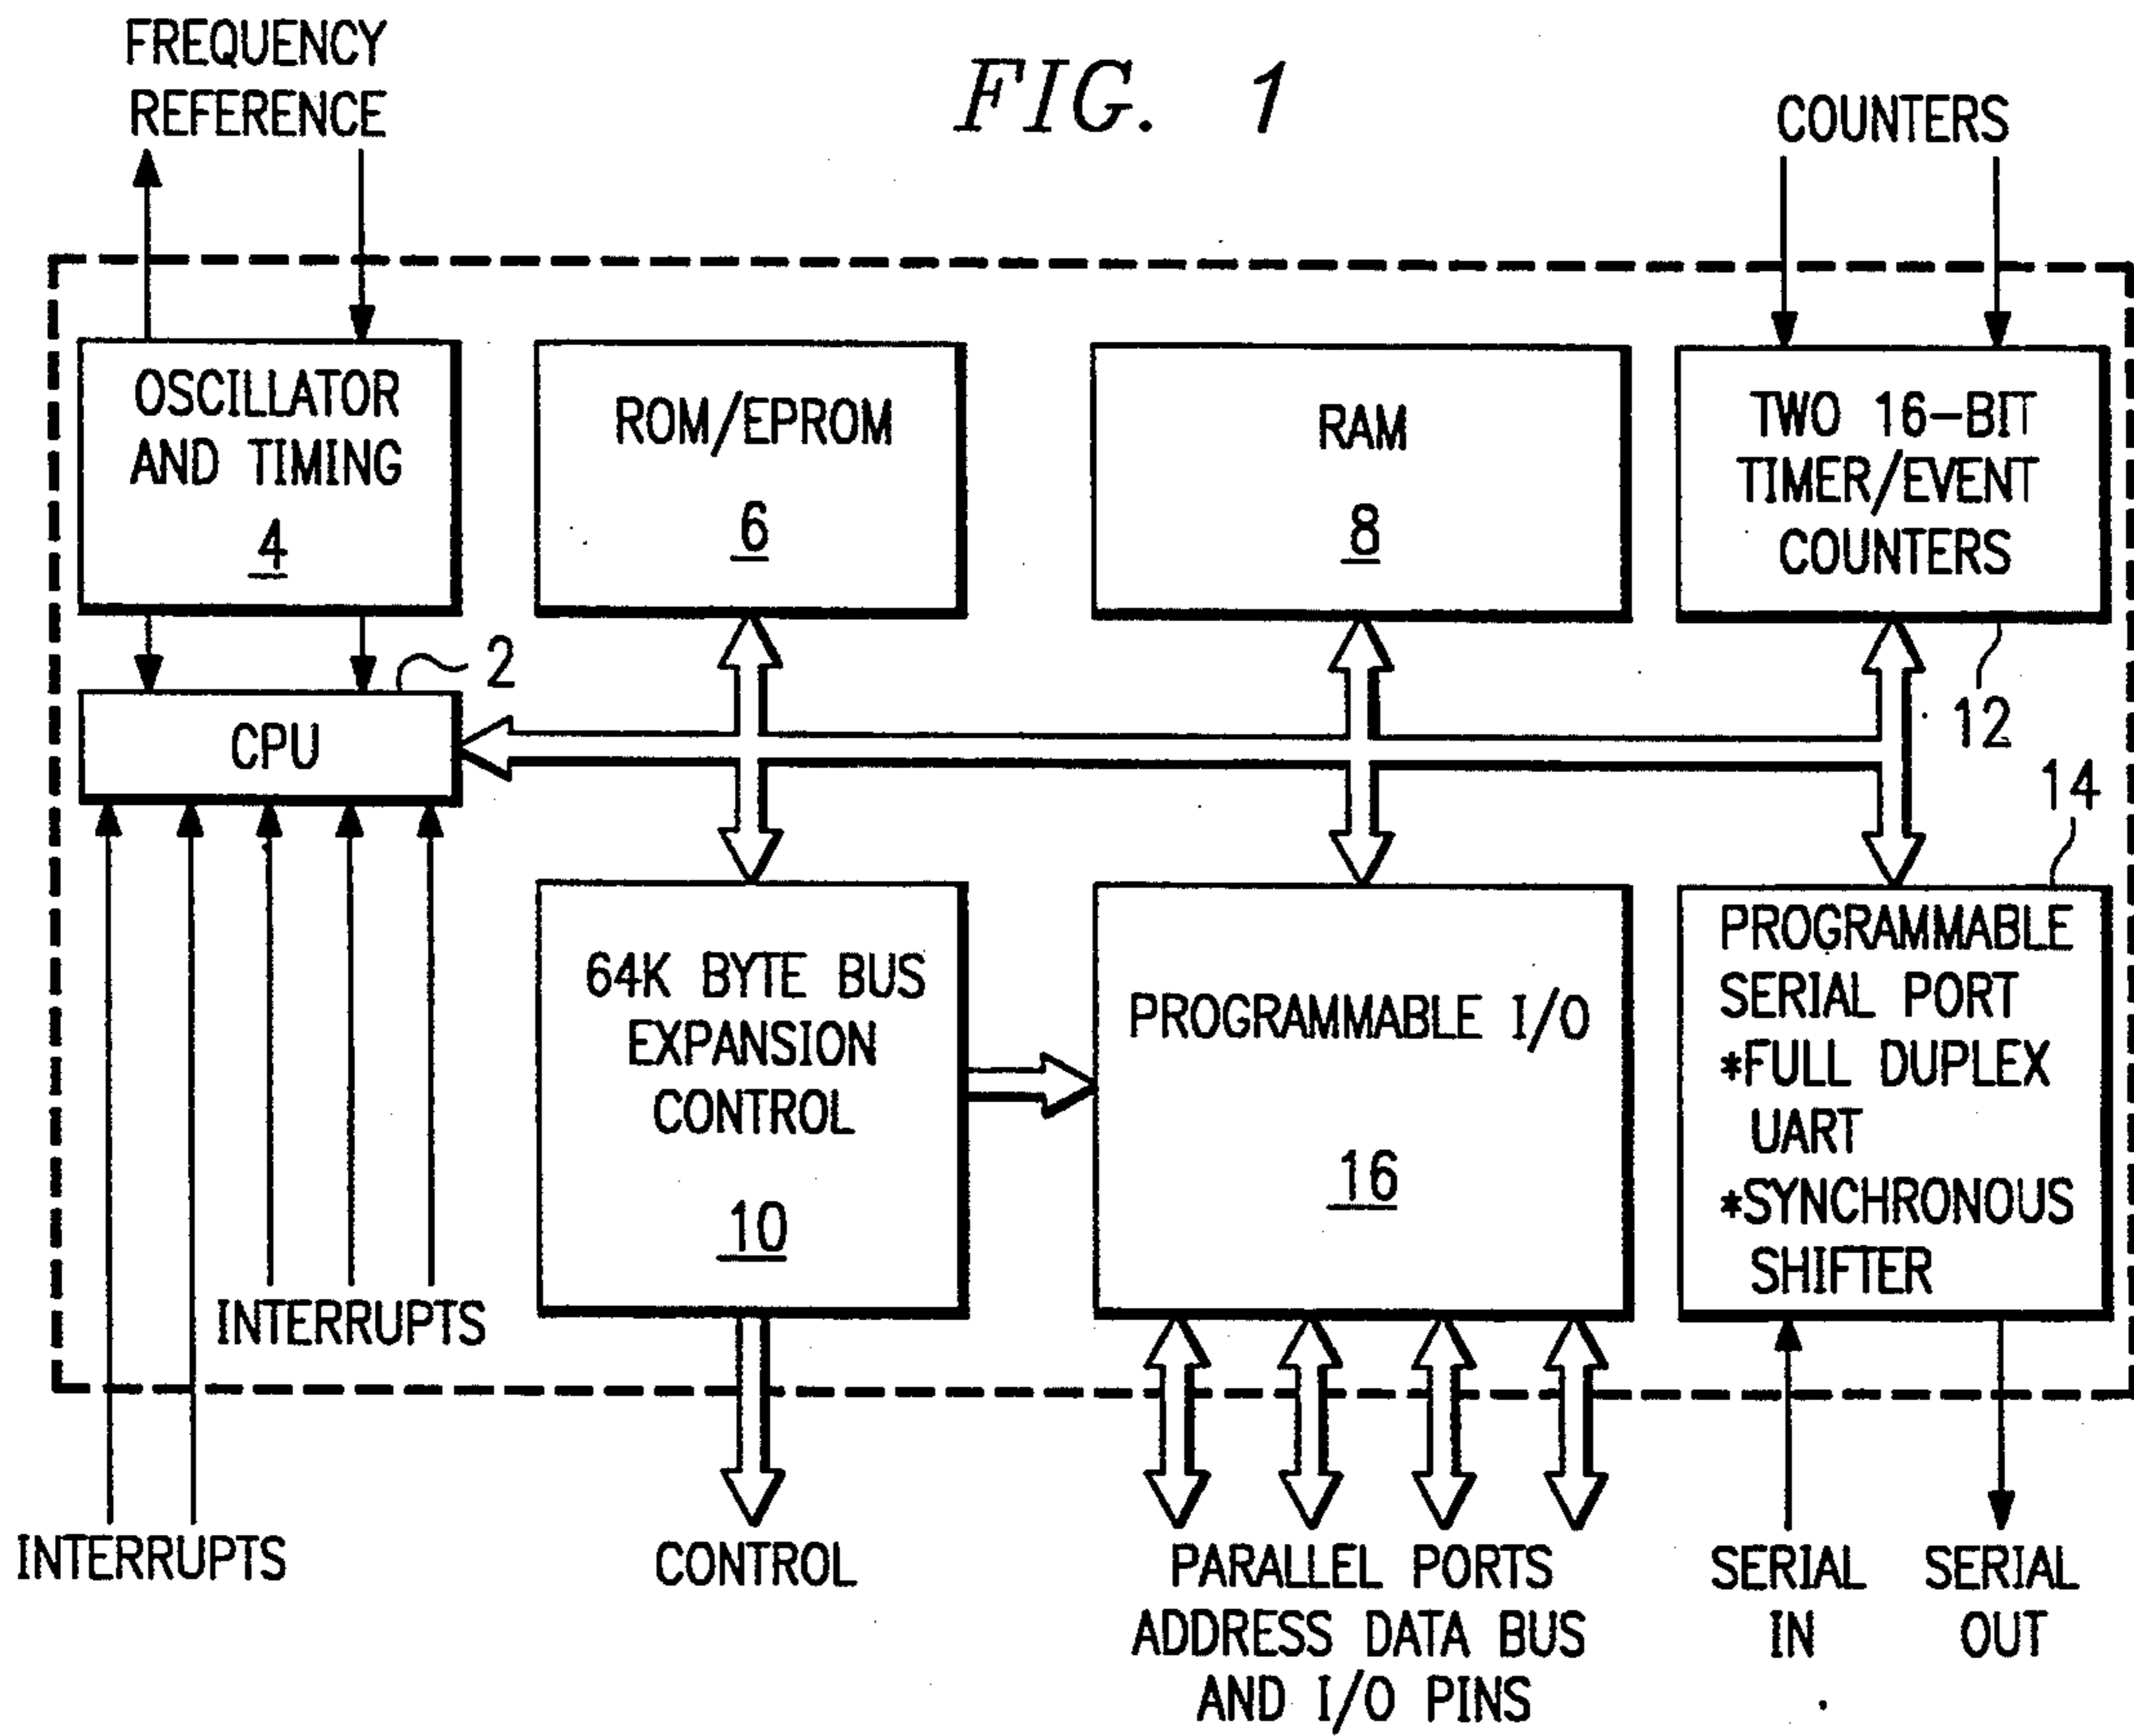 FREQUENCY
REFERENCE
FIG. 1
COUNTERS
OSCILLATOR
AND TIMING
4
ROM/EPROM
6
RAM
8
TWO 16-BIT
TIMER/EVENT
COUNTERS
12
2
CPU
14
64K BYTE BUS
EXPANSION
CONTROL
10
PROGRAMMABLE I/O
16
PROGRAMMABLE
SERIAL PORT
*FULL DUPLEX
UART
*SYNCHRONOUS
SHIFTER
INTERRUPTS
INTERRUPTS
CONTROL
PARALLEL PORTS
ADDRESS DATA BUS
AND I/O PINS
SERIAL
IN
SERIAL
OUT